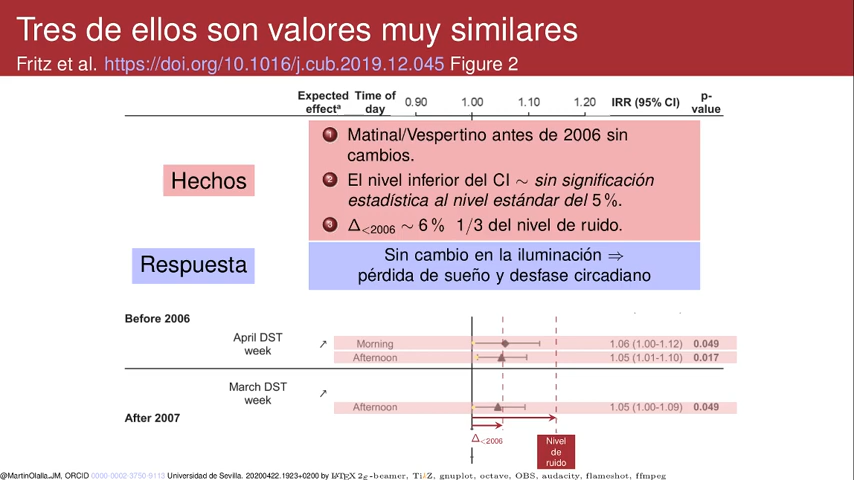 Tres de ellos son valores muy similares
Fritz et al. https://doi.org/10.1016/j.cub.2019.12.045 Figure 2
Expected effectᵃ Time of day 0.90 1.00 1.10 1.20 IRR (95% CI) p-value
Hechos
1 Matinal/Vespertino antes de 2006 sin
cambios.
2 El nivel inferior del CI ∼ sin significación
estadística al nivel estándar del 5 %.
3 Δ<2006 ∼ 6 % 1/3 del nivel de ruido.
Respuesta
Sin cambio en la iluminación ⇒
pérdida de sueño y desfase circadiano
Before 2006
April DST
week
↗ Morning 1.06 (1.00-1.12) 0.049
Afternoon 1.05 (1.01-1.10) 0.017
March DST
week
↗
Afternoon 1.05 (1.00-1.09) 0.049
After 2007
Δ<2006
Nivel
de
ruido
@MartinOlalla_JM, ORCID 0000-0002-3750-9113 Universidad de Sevilla. 20200422.1923+0200 by LATEX 2ε-beamer, TikZ, gnuplot, octave, OBS, audacity, flameshot, ffmpeg